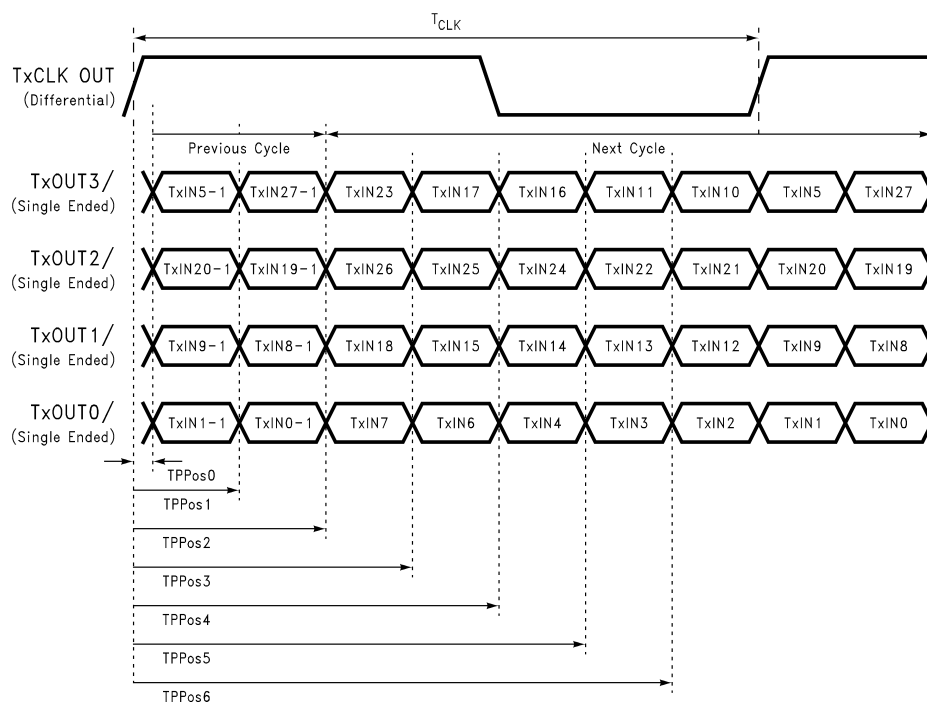 TCLK
TxCLK OUT
(Differential)
Previous Cycle
Next Cycle
TxOUT3/
(Single Ended)
TxIN5-1 TxIN27-1 TxIN23 TxIN17 TxIN16 TxIN11 TxIN10 TxIN5 TxIN27
TxOUT2/
(Single Ended)
TxIN20-1 TxIN19-1 TxIN26 TxIN25 TxIN24 TxIN22 TxIN21 TxIN20 TxIN19
TxOUT1/
(Single Ended)
TxIN9-1 TxIN8-1 TxIN18 TxIN15 TxIN14 TxIN13 TxIN12 TxIN9 TxIN8
TxOUT0/
(Single Ended)
TxIN1-1 TxIN0-1 TxIN7 TxIN6 TxIN4 TxIN3 TxIN2 TxIN1 TxIN0
TPPos0
TPPos1
TPPos2
TPPos3
TPPos4
TPPos5
TPPos6